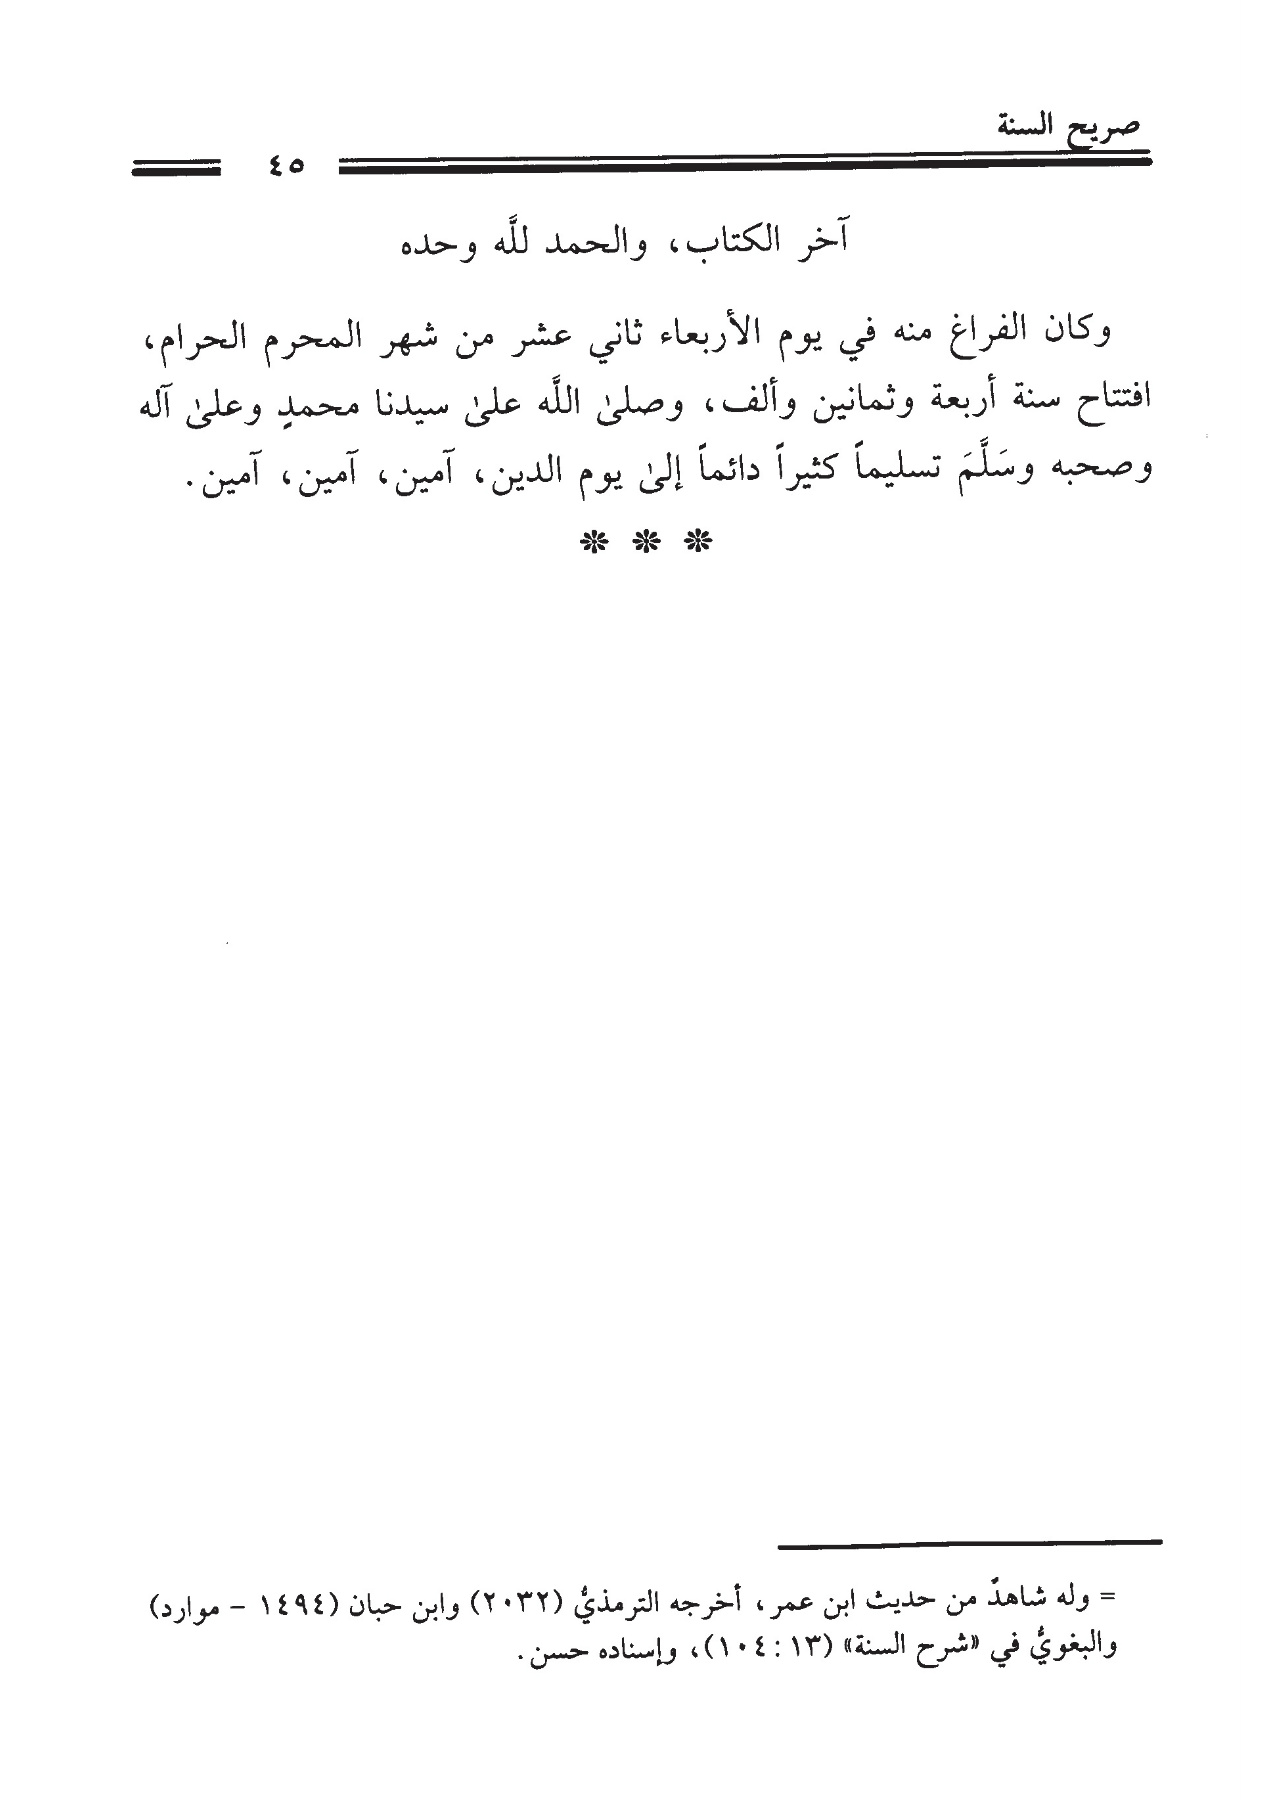 صريح السنة
٤٥
آخر الكتاب، والحمد للَّه وحده
وكان الفراغ منه في يوم الأربعاء ثاني عشر من شهر المحرم الحرام،
افتتاح سنة أربعة وثمانين وألف، وصلىٰ اللَّه علىٰ سيدنا محمدٍ وعلىٰ آله
وصحبه وسَلَّمَ تسليماً كثيراً دائماً إلىٰ يوم الدين، آمين، آمين، آمين.
= وله شاهدٌ من حديث ابن عمر، أخرجه الترمذيُّ (٢٠٣٢) وابن حبان (١٤٩٤ – موارد)
والبغويُّ في «شرح السنة» (١٣: ١٠٤)، وإسناده حسن.